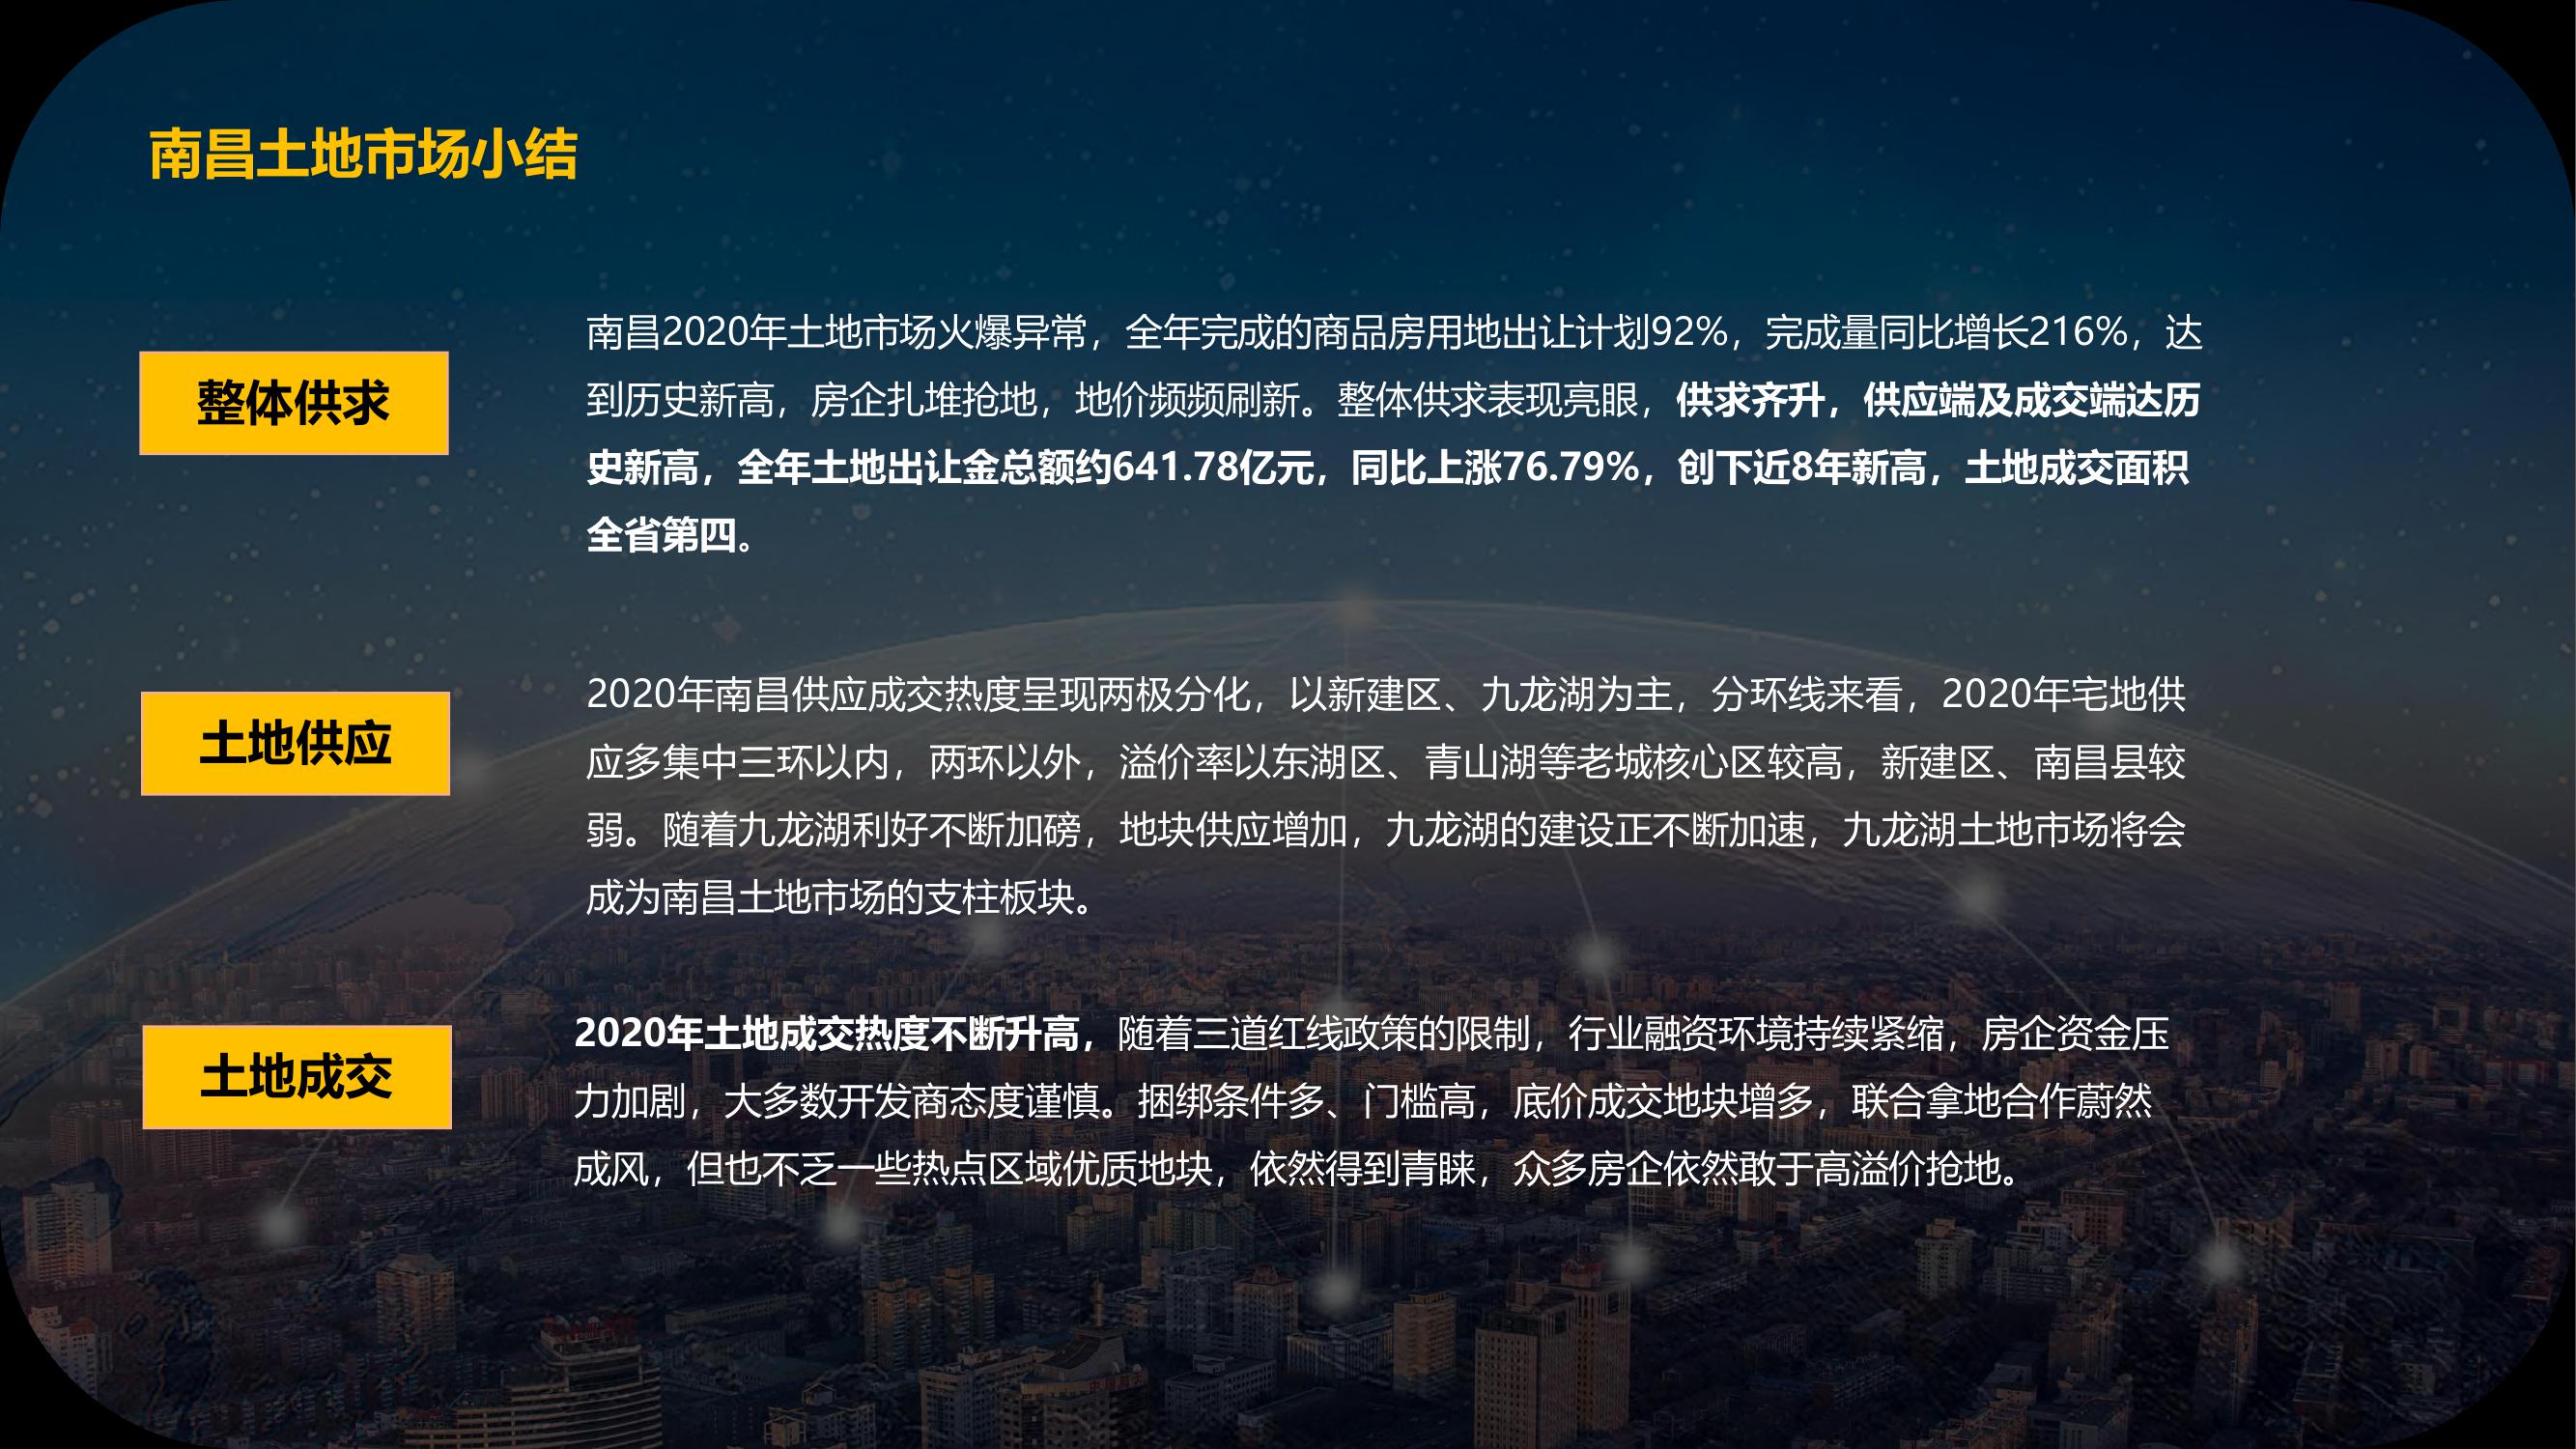 南昌土地市场小结
整体供求
南昌2020年土地市场火爆异常，全年完成的商品房用地出让计划92%，完成量同比增长216%，达
到历史新高，房企扎堆抢地，地价频频刷新。整体供求表现亮眼，供求齐升，供应端及成交端达历
史新高，全年土地出让金总额约641.78亿元，同比上涨76.79%，创下近8年新高，土地成交面积
全省第四。
土地供应
2020年南昌供应成交热度呈现两极分化，以新建区、九龙湖为主，分环线来看，2020年宅地供
应多集中三环以内，两环以外，溢价率以东湖区、青山湖等老城核心区较高，新建区、南昌县较
弱。随着九龙湖利好不断加磅，地块供应增加，九龙湖的建设正不断加速，九龙湖土地市场将会
成为南昌土地市场的支柱板块。
土地成交
2020年土地成交热度不断升高，随着三道红线政策的限制，行业融资环境持续紧缩，房企资金压
力加剧，大多数开发商态度谨慎。捆绑条件多、门槛高，底价成交地块增多，联合拿地合作蔚然
成风，但也不乏一些热点区域优质地块，依然得到青睐，众多房企依然敢于高溢价抢地。